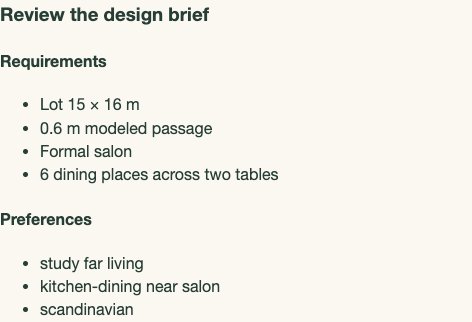 Review the design brief
Requirements
• Lot 15 × 16 m
• 0.6 m modeled passage
• Formal salon
• 6 dining places across two tables
Preferences
• study far living
• kitchen-dining near salon
• scandinavian